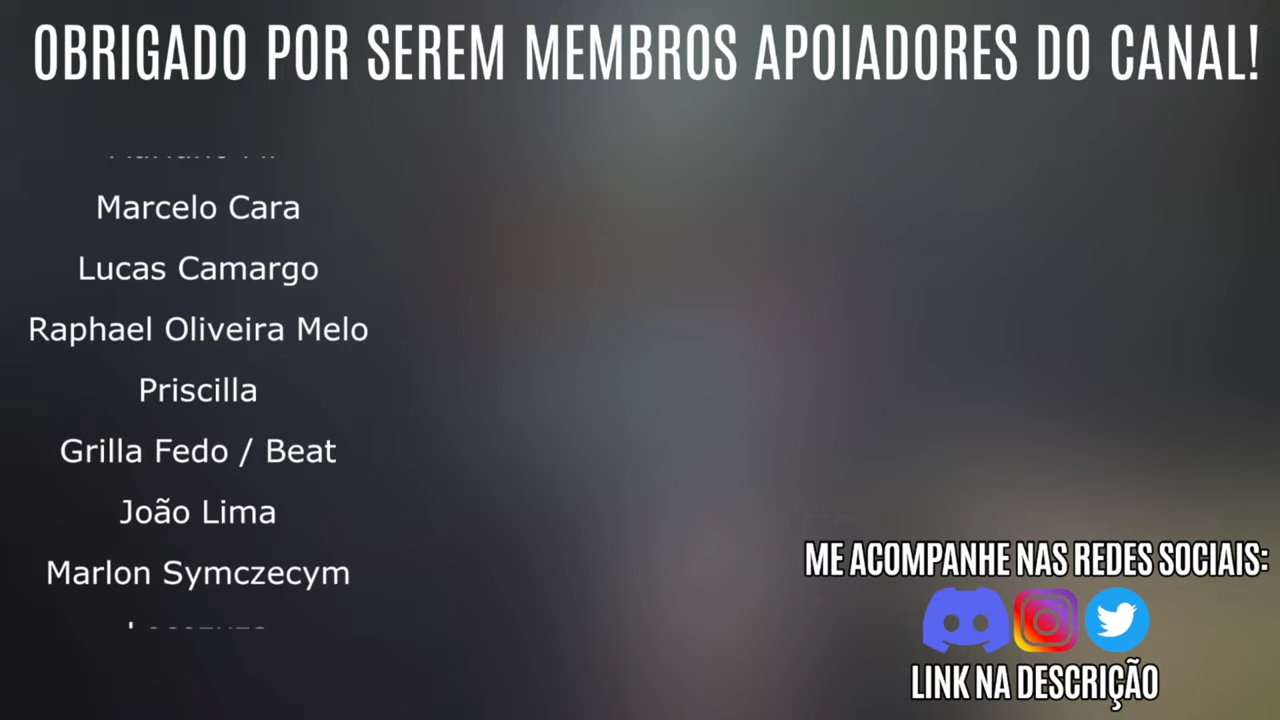 OBRIGADO POR SEREM MEMBROS APOIADORES DO CANAL!
Marcelo Cara
Lucas Camargo
Raphael Oliveira Melo
Priscilla
Grilla Fedo / Beat
João Lima
Marlon Symczecym
ME ACOMPANHE NAS REDES SOCIAIS:
LINK NA DESCRIÇÃO